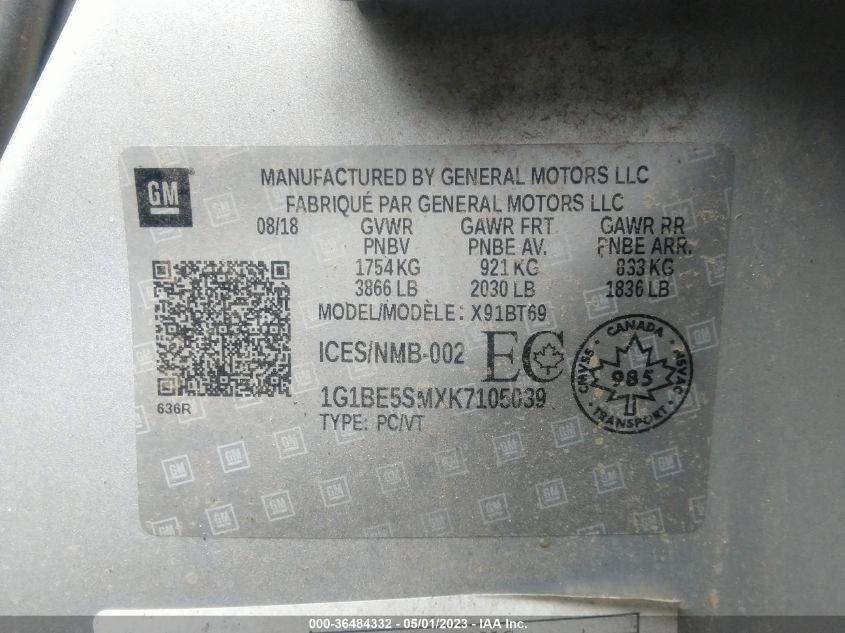 GM
MANUFACTURED BY GENERAL MOTORS LLC
FABRIQUÉ PAR GENERAL MOTORS LLC
08/18 GVWR GAWR FRT GAWR RR
PNBV PNBE AV. PNBE ARR.
1754 KG 921 KG 833 KG
3866 LB 2030 LB 1836 LB
MODEL/MODÈLE: X91BT69
ICES/NMB-002 EC
CANADA
CMVSS 985 NSVAC
TRANSPORT
1G1BE5SMXK7105039
636R
TYPE: PC/VT
000-36484332 - 05/01/2023 - IAA Inc.